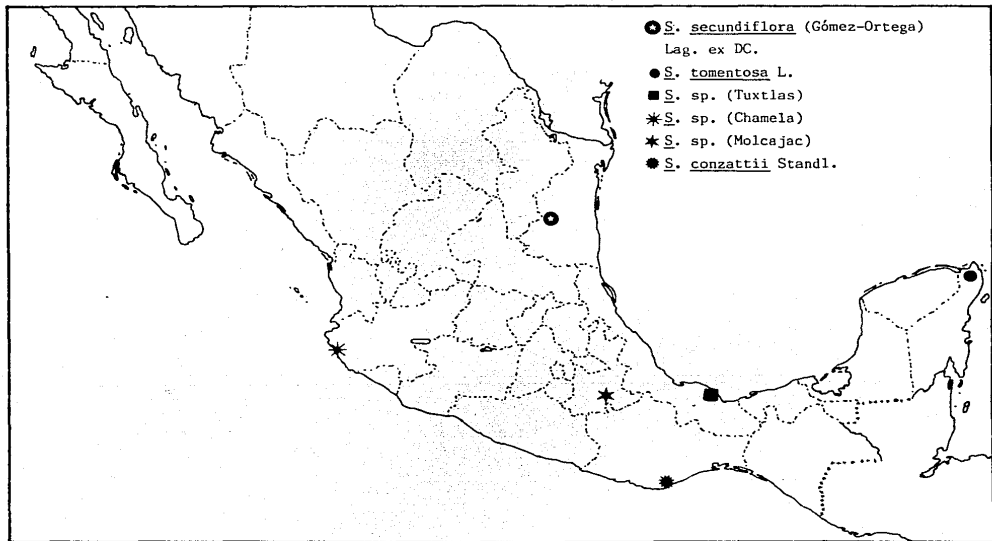 S. secundiflora (Gómez-Ortega)
Lag. ex DC.
S. tomentosa L.
S. sp. (Tuxtlas)
S. sp. (Chamela)
S. sp. (Molcajac)
S. conzattii Standl.